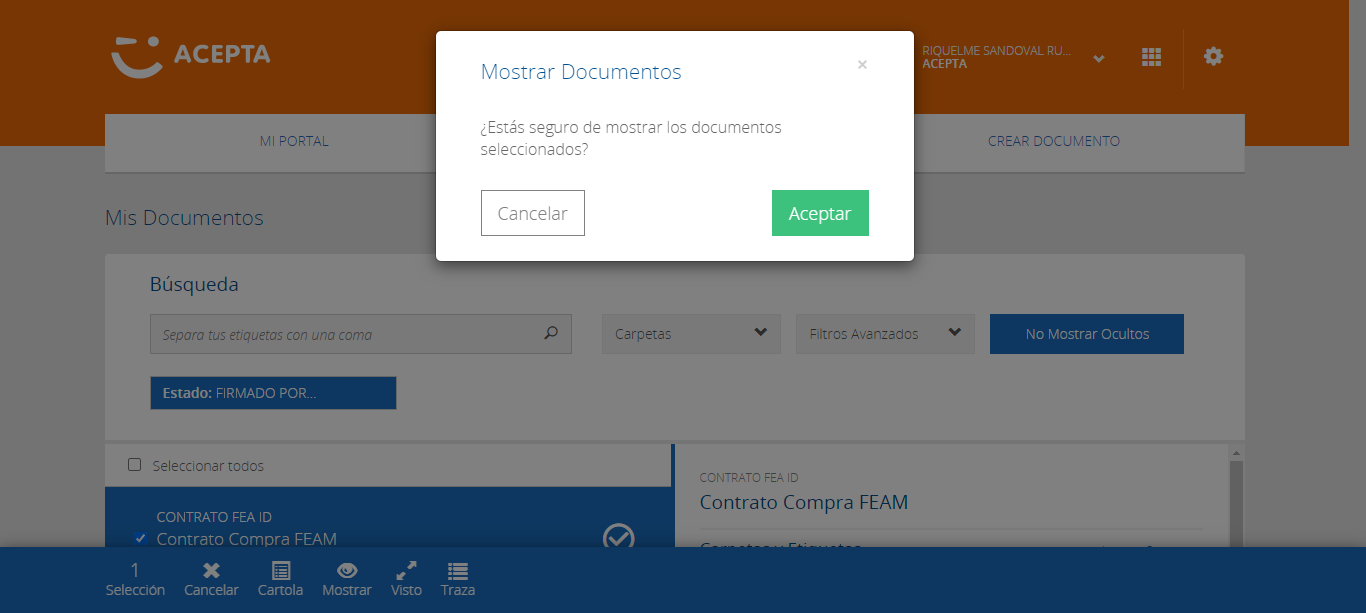 ACEPTA
RIQUELME SANDOVAL RU...
ACEPTA
Mostrar Documentos
×
¿Estás seguro de mostrar los documentos
seleccionados?
Cancelar
Aceptar
MI PORTAL
CREAR DOCUMENTO
Mis Documentos
Búsqueda
Separa tus etiquetas con una coma
Carpetas
Filtros Avanzados
No Mostrar Ocultos
Estado: FIRMADO POR...
Seleccionar todos
CONTRATO FEA ID
Contrato Compra FEAM
CONTRATO FEA ID
Contrato Compra FEAM
Carpetas y Etiquetas
1
Selección
Cancelar
Cartola
Mostrar
Visto
Traza